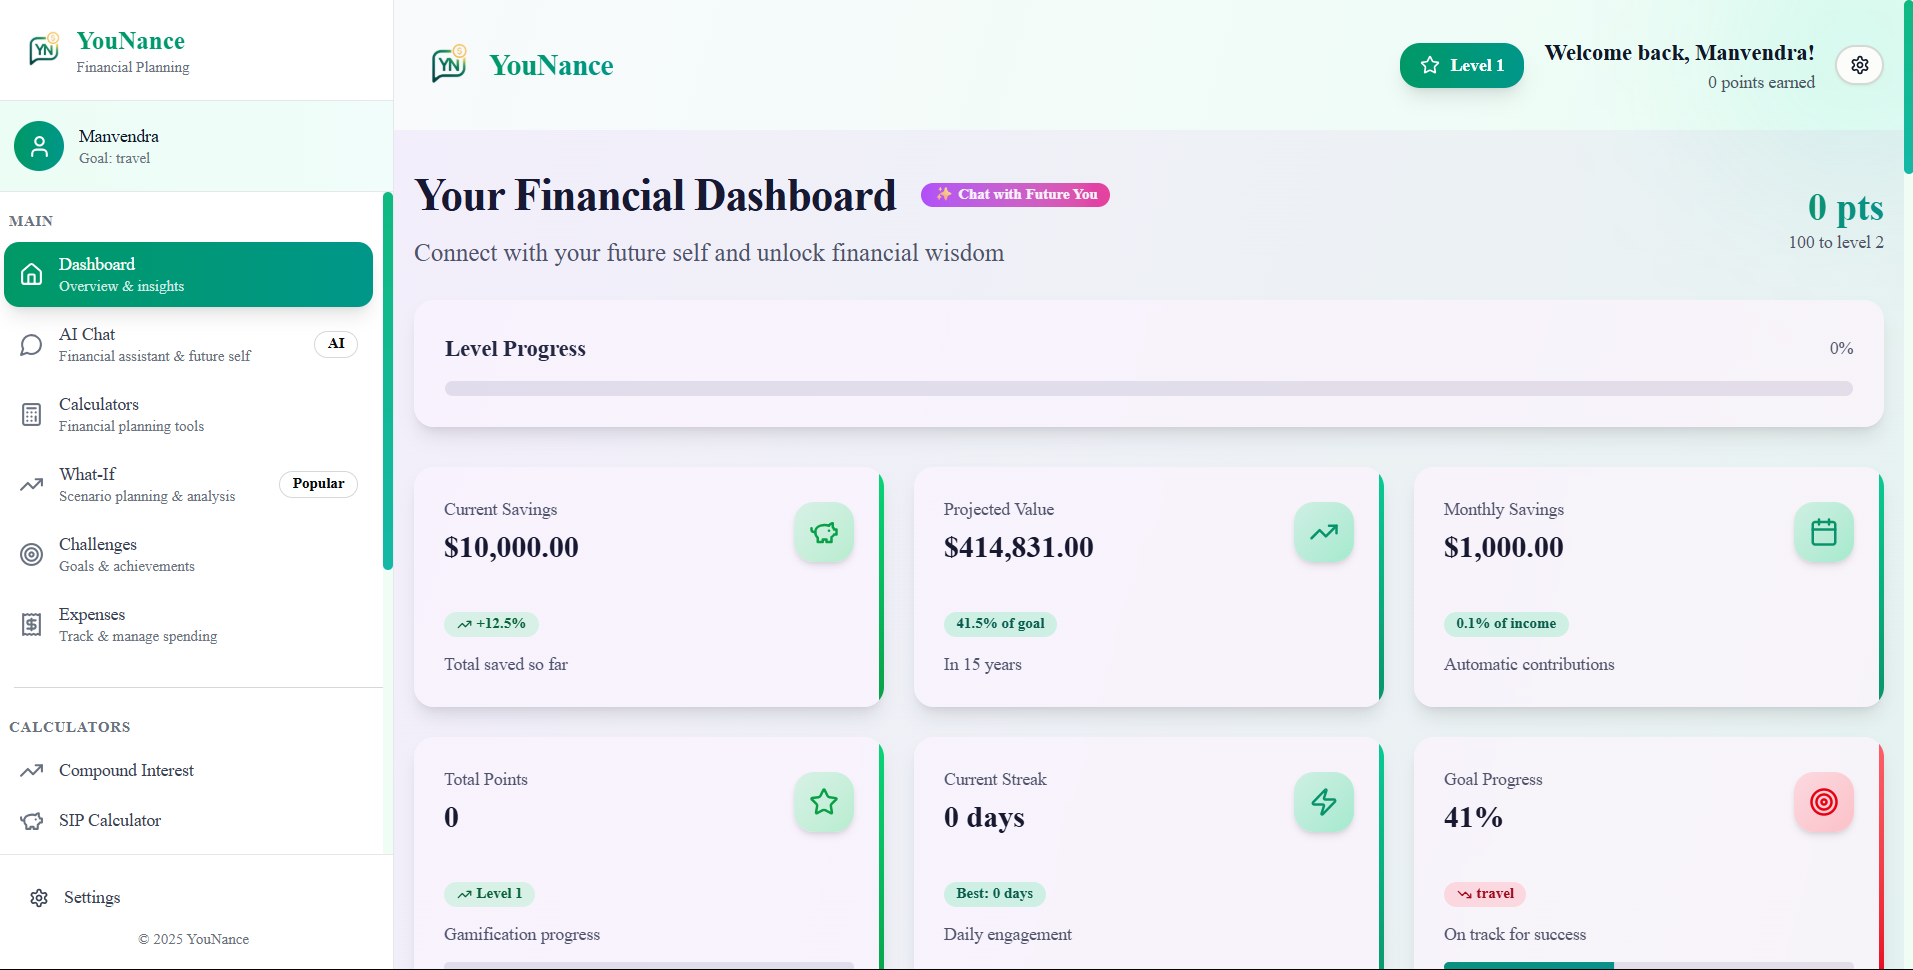 YN
YouNance
Financial Planning
Manvendra
Goal: travel
MAIN
Dashboard
Overview & insights
AI Chat
Financial assistant & future self
AI
Calculators
Financial planning tools
What-If
Scenario planning & analysis
Popular
Challenges
Goals & achievements
Expenses
Track & manage spending
CALCULATORS
Compound Interest
SIP Calculator
Settings
© 2025 YouNance
YN
YouNance
Level 1
Welcome back, Manvendra!
0 points earned
Your Financial Dashboard
✨ Chat with Future You
Connect with your future self and unlock financial wisdom
0 pts
100 to level 2
Level Progress
0%
Current Savings
$10,000.00
+12.5%
Total saved so far
Projected Value
$414,831.00
41.5% of goal
In 15 years
Monthly Savings
$1,000.00
0.1% of income
Automatic contributions
Total Points
0
Level 1
Gamification progress
Current Streak
0 days
Best: 0 days
Daily engagement
Goal Progress
41%
travel
On track for success